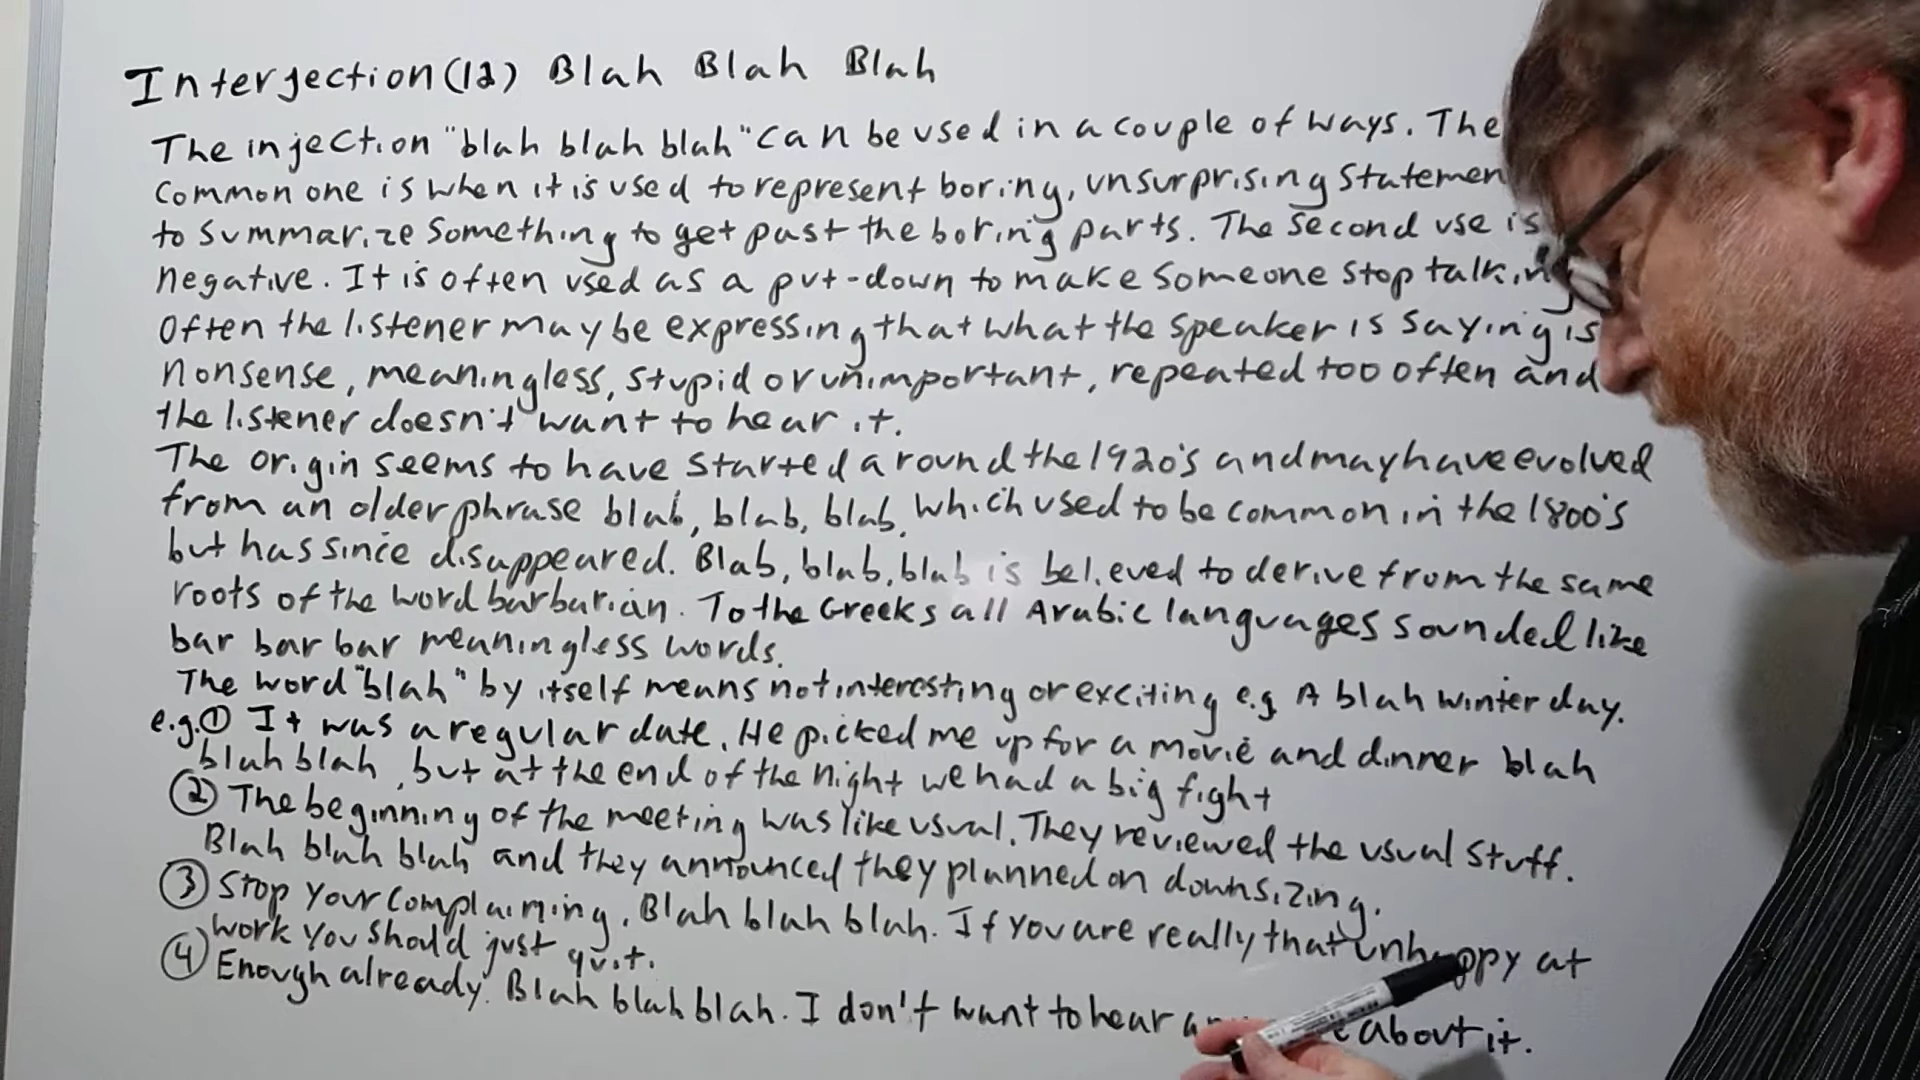 Interjection (12) Blah Blah Blah
The injection "blah blah blah" can be used in a couple of ways. The
common one is when it is used to represent boring, unsurprising
to summarize something to get past the boring parts. The second use is
negative. It is often used as a put-down to make someone stop
Often the listener may be expressing that what the speaker is saying is
nonsense, meaningless, stupid or unimportant, repeated too often and
the listener doesn't want to hear it.
The origin seems to have started around the 1920's and may have evolved
from an older phrase blab, blab, blab, which used to be common in the 1800's
but has since disappeared. Blab, blab, blab is believed to derive from the same
roots of the word barbarian. To the Greeks all Arabic languages sounded like
bar bar bar meaningless words.
The word "blah" by itself means not interesting or exciting e.g A blah winter day.
e.g. ① It was a regular date. He picked me up for a movie and dinner blah
blah blah, but at the end of the night we had a big fight
② The beginning of the meeting was like usual. They reviewed the usual stuff.
Blah blah blah and they announced they planned on downsizing.
③ Stop your complaining. Blah blah blah. If you are really that unhappy at
work you should just quit.
④ Enough already. Blah blah blah. I don't want to hear about it.